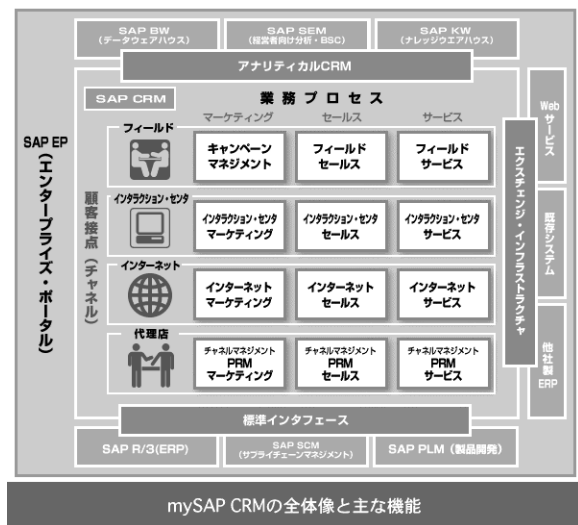 SAP BW
(データウェアハウス)
SAP SEM
(経営者向け分析・BSC)
SAP KW
(ナレッジウエアハウス)
アナリティカルCRM
SAP CRM
業務プロセス
マーケティング
セールス
サービス
SAP EP
(エンタープライズ・ポータル)
顧客接点(チャネル)
フィールド
キャンペーン
マネジメント
フィールド
セールス
フィールド
サービス
インタラクション・センタ
インタラクション・センタ
マーケティング
インタラクション・センタ
セールス
インタラクション・センタ
サービス
インターネット
インターネット
マーケティング
インターネット
セールス
インターネット
サービス
代理店
チャネルマネジメント
PRM
マーケティング
チャネルマネジメント
PRM
セールス
チャネルマネジメント
PRM
サービス
エクスチェンジ・インフラストラクチャ
Web
サービス
既存システム
他社製
ERP
標準インタフェース
SAP R/3(ERP)
SAP SCM
(サプライチェーンマネジメント)
SAP PLM(製品開発)
mySAP CRMの全体像と主な機能